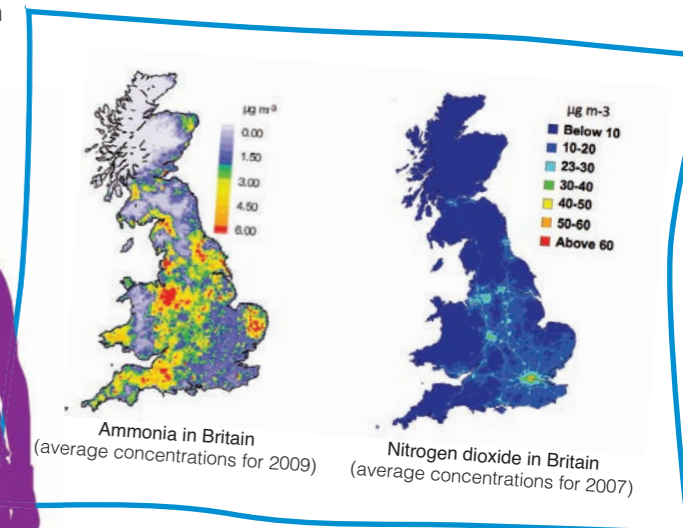 µg m-3
0.00
1.50
3.00
4.50
6.00
Ammonia in Britain
(average concentrations for 2009)
µg m-3
Below 10
10-20
23-30
30-40
40-50
50-60
Above 60
Nitrogen dioxide in Britain
(average concentrations for 2007)